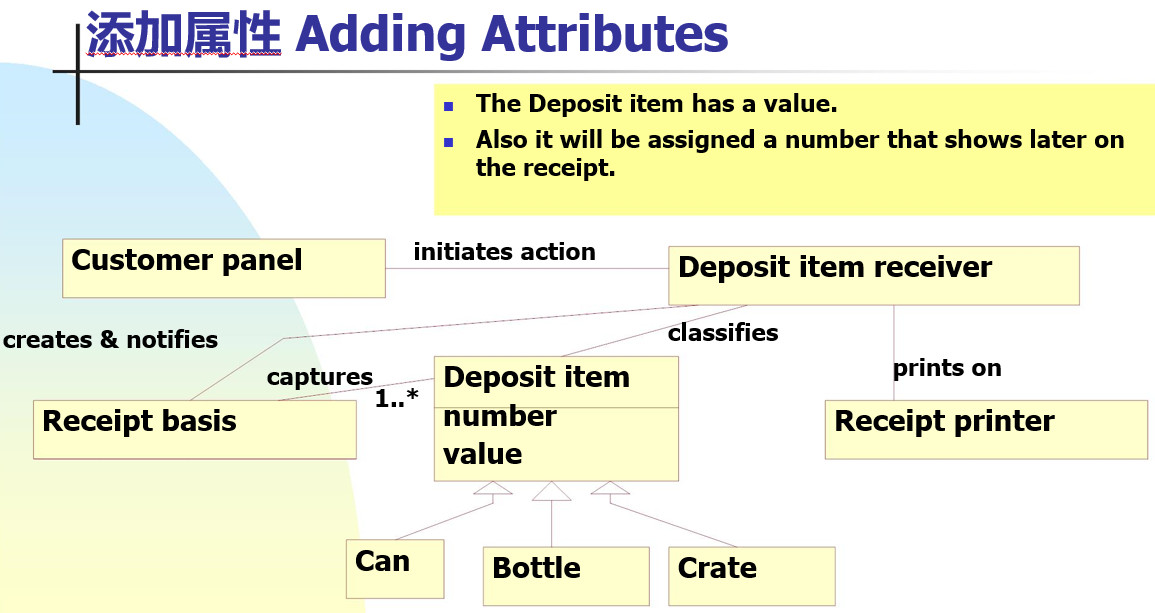 添加属性 Adding Attributes
The Deposit item has a value.
Also it will be assigned a number that shows later on
the receipt.
Customer panel
initiates action
Deposit item receiver
creates & notifies
classifies
captures
1..*
Deposit item
number
value
prints on
Receipt basis
Receipt printer
Can
Bottle
Crate